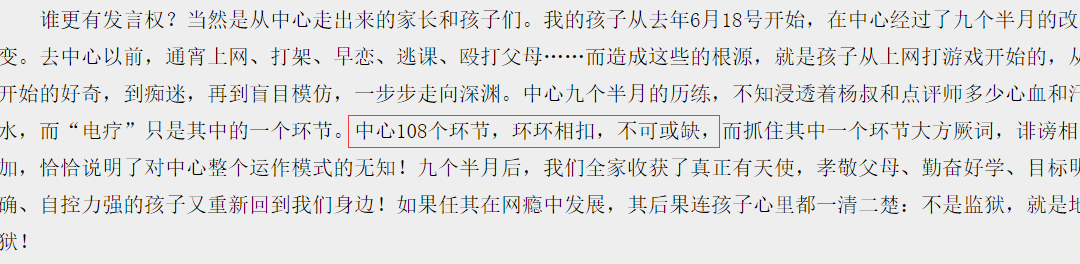 谁更有发言权？当然是从中心走出来的家长和孩子们。我的孩子从去年6月18号开始，在中心经过了九个半月的改
变。去中心以前，通宵上网、打架、早恋、逃课、殴打父母……而造成这些的根源，就是孩子从上网打游戏开始的，从
开始的好奇，到痴迷，再到盲目模仿，一步步走向深渊。中心九个半月的历练，不知浸透着杨叔和点评师多少心血和汗
水，而“电疗”只是其中的一个环节。中心108个环节，环环相扣，不可或缺，而抓住其中一个环节大方厥词，诽谤相
加，恰恰说明了对中心整个运作模式的无知！九个半月后，我们全家收获了真正有天使，孝敬父母、勤奋好学、目标明
确、自控力强的孩子又重新回到我们身边！如果任其在网瘾中发展，其后果连孩子心里都一清二楚：不是监狱，就是地
狱！